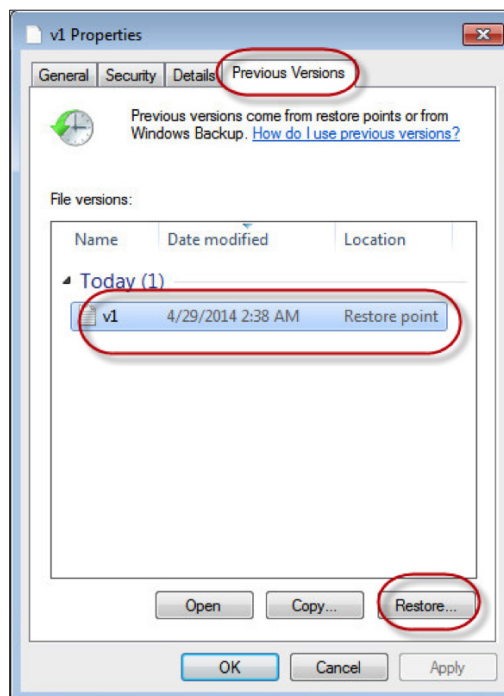 v1 Properties
General Security Details Previous Versions
Previous versions come from restore points or from
Windows Backup. How do I use previous versions?
File versions:
Name Date modified Location
Today (1)
v1 4/29/2014 2:38 AM Restore point
Open Copy... Restore...
OK Cancel Apply